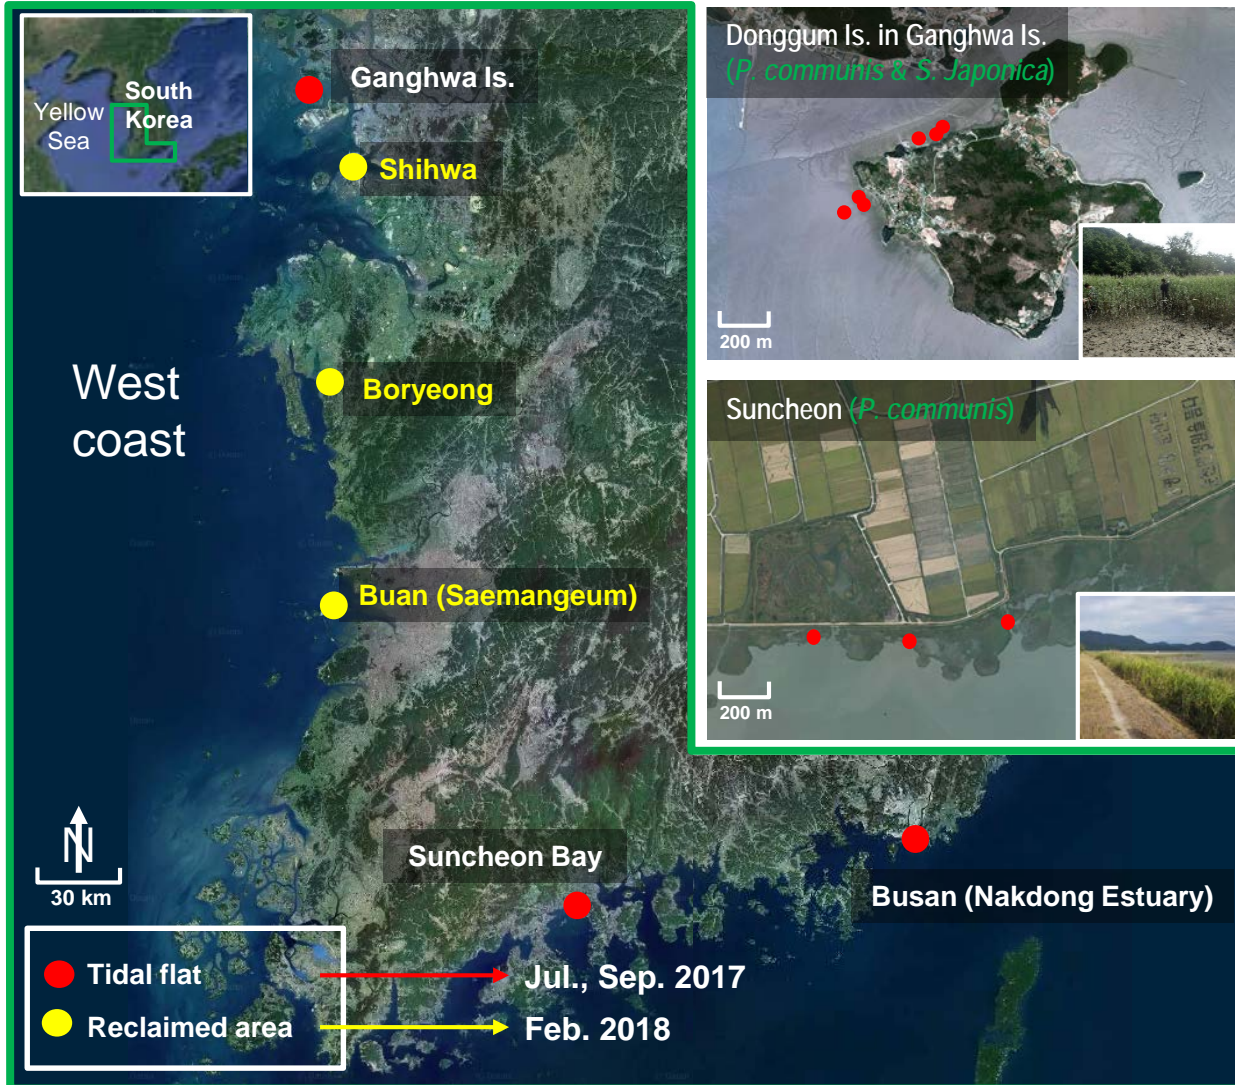 Yellow
Sea
South
Korea
Ganghwa Is.
Shihwa
Boryeong
Buan (Saemangeum)
West
coast
Suncheon Bay
Busan (Nakdong Estuary)
N
30 km
Tidal flat
Jul., Sep. 2017
Reclaimed area
Feb. 2018
Donggum Is. in Ganghwa Is.
(P. communis & S. Japonica)
200 m
Suncheon (P. communis)
200 m